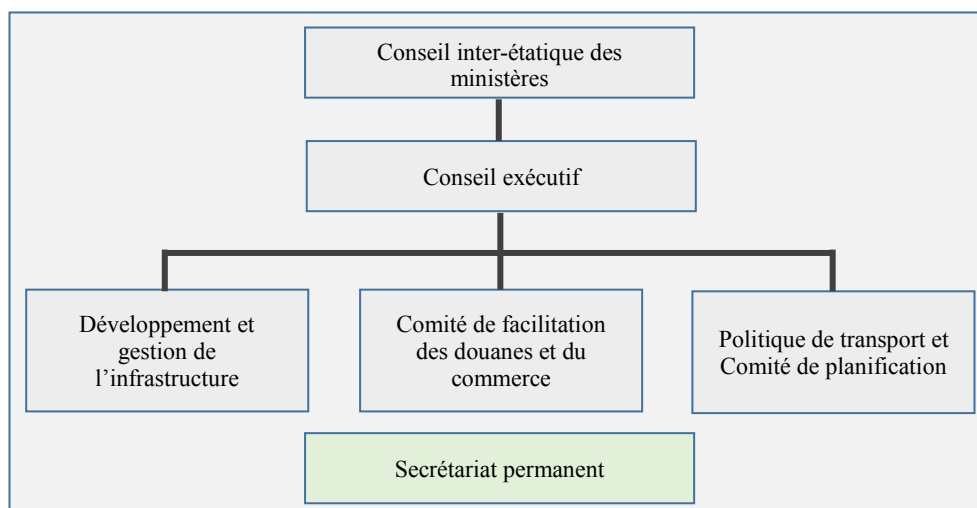 Conseil inter-étatique des
ministères
Conseil exécutif
Développement et
gestion de
l’infrastructure
Comité de facilitation
des douanes et du
commerce
Politique de transport et
Comité de planification
Secrétariat permanent